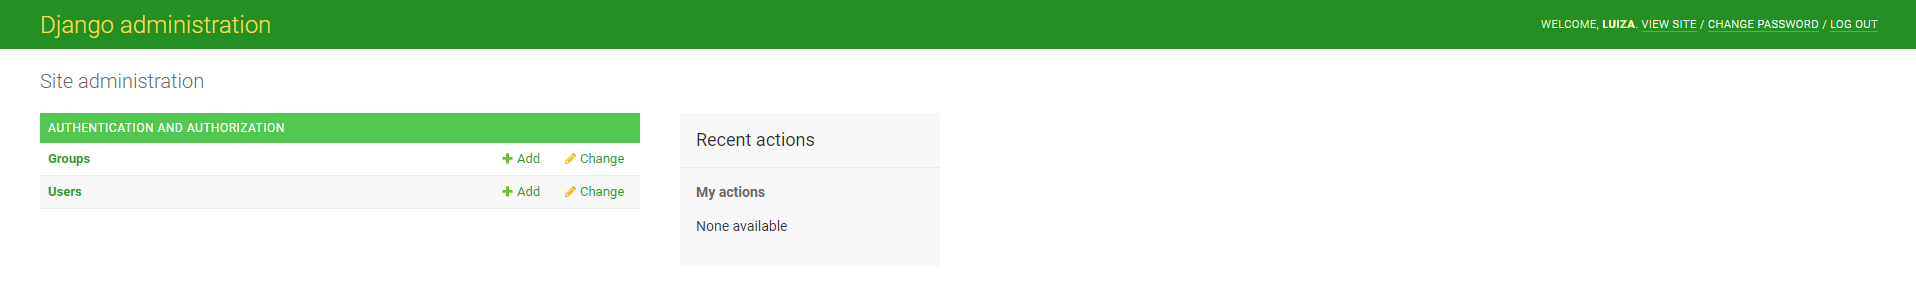 Django administration
WELCOME, LUIZA. VIEW SITE / CHANGE PASSWORD / LOG OUT
Site administration
AUTHENTICATION AND AUTHORIZATION
Groups Add Change
Users Add Change
Recent actions
My actions
None available